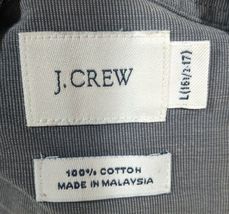 J.CREW
L(16½-17)
100% COTTON
MADE IN MALAYSIA